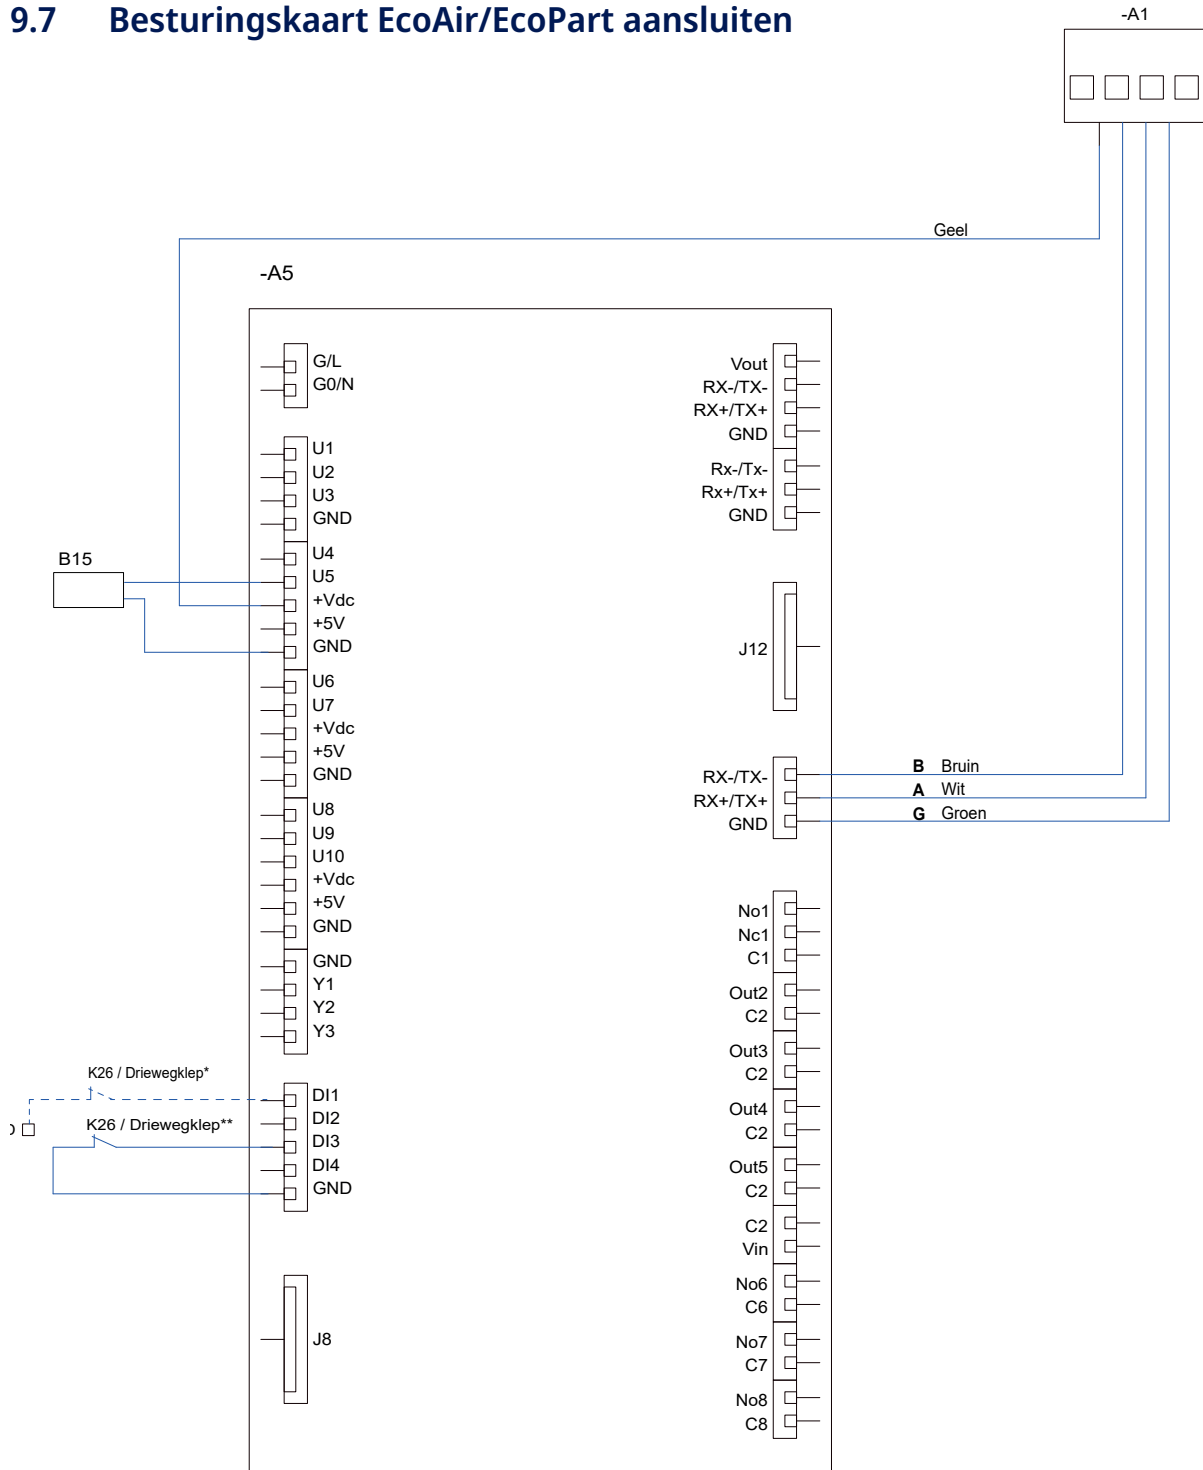 9.7 Besturingskaart EcoAir/EcoPart aansluiten
-A1
Geel
-A5
G/L
G0/N
U1
U2
U3
GND
U4
U5
+Vdc
+5V
GND
U6
U7
+Vdc
+5V
GND
U8
U9
U10
+Vdc
+5V
GND
GND
Y1
Y2
Y3
B15
K26 / Driewegklep*
K26 / Driewegklep**
DI1
DI2
DI3
DI4
GND
J8
Vout
RX-/TX-
RX+/TX+
GND
Rx-/Tx-
Rx+/Tx+
GND
J12
RX-/TX-
RX+/TX+
GND
B Bruin
A Wit
G Groen
No1
Nc1
C1
Out2
C2
Out3
C2
Out4
C2
Out5
C2
C2
Vin
No6
C6
No7
C7
No8
C8